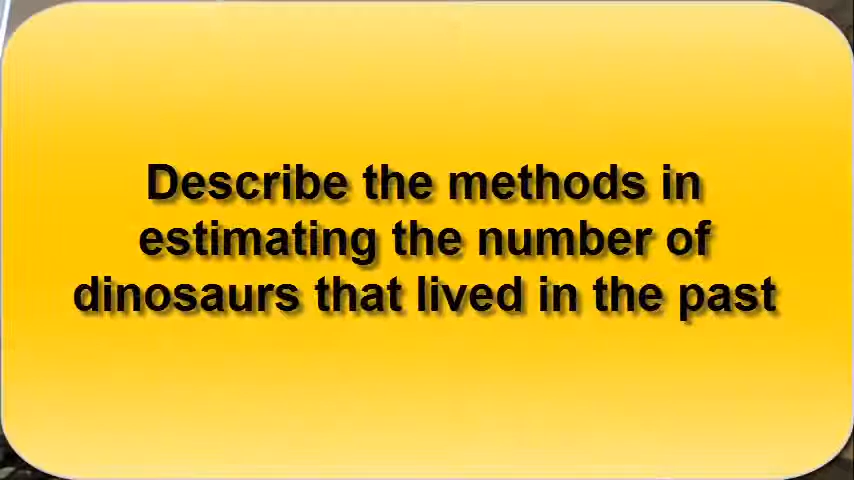 Describe the methods in
estimating the number of
dinosaurs that lived in the past